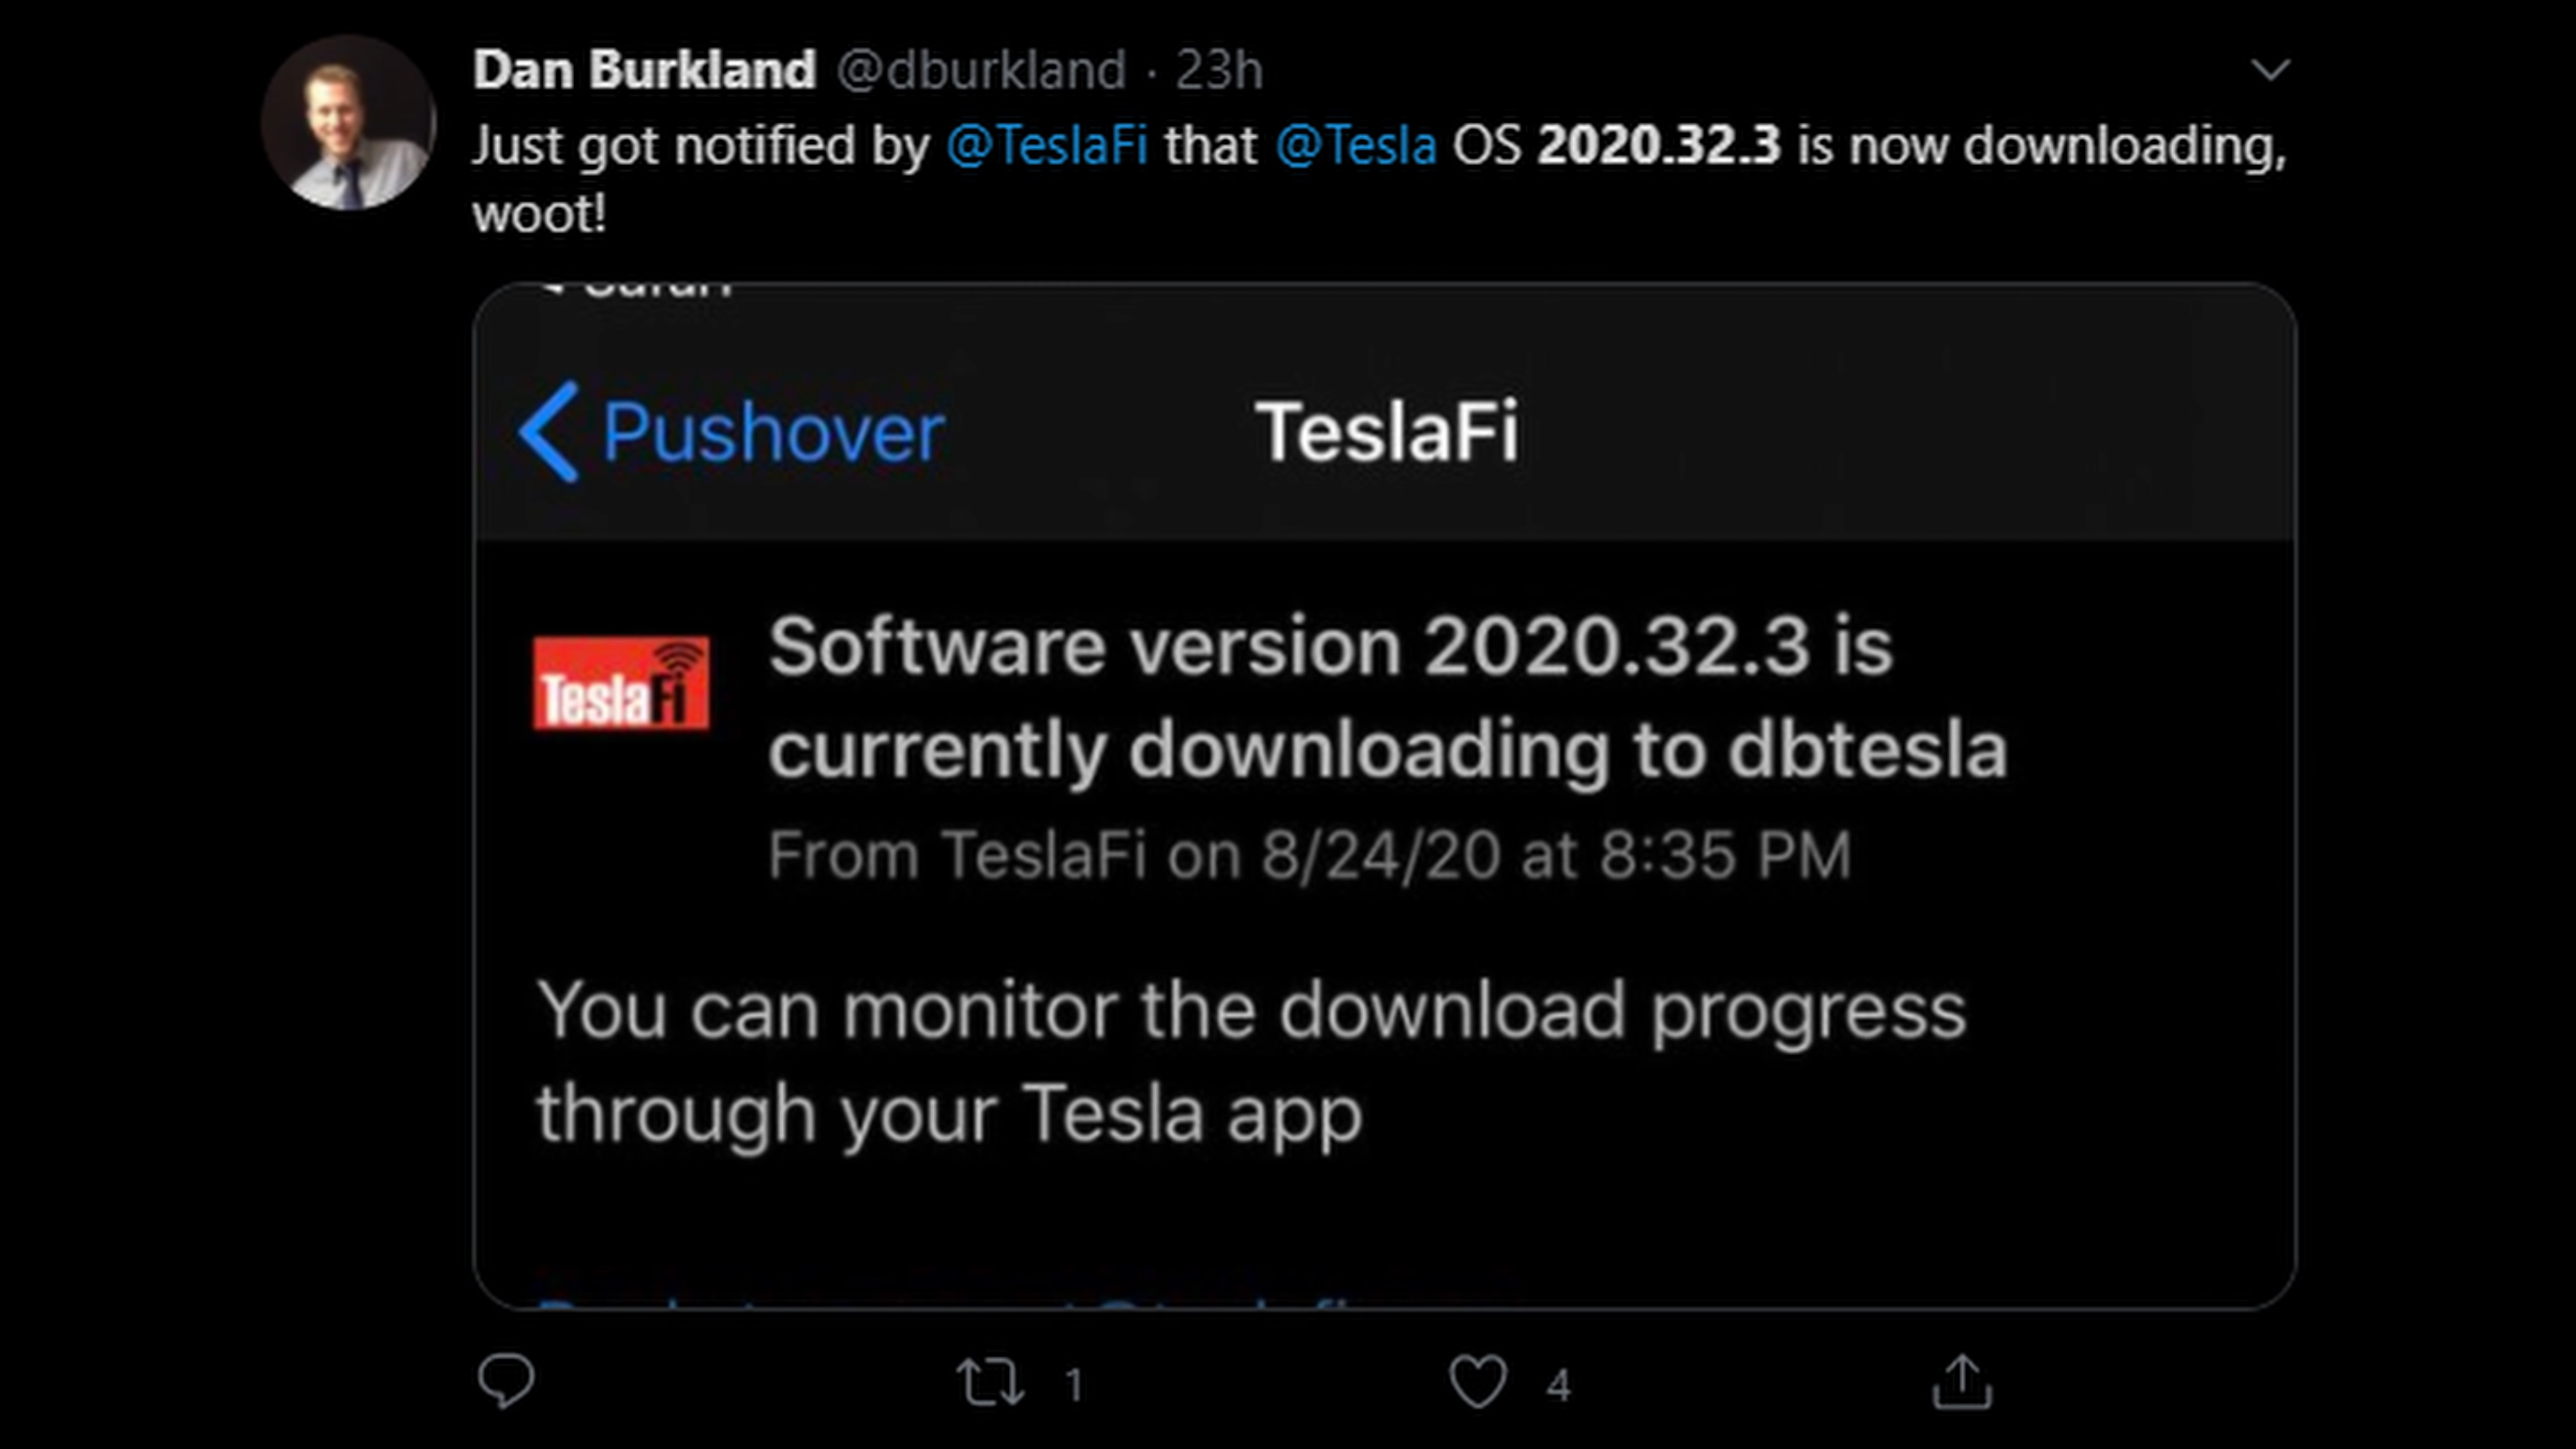 Dan Burkland @dburkland · 23h
Just got notified by @TeslaFi that @Tesla OS 2020.32.3 is now downloading,
woot!
Safari
Pushover TeslaFi
TeslaFi
Software version 2020.32.3 is
currently downloading to dbtesla
From TeslaFi on 8/24/20 at 8:35 PM
You can monitor the download progress
through your Tesla app
1 4